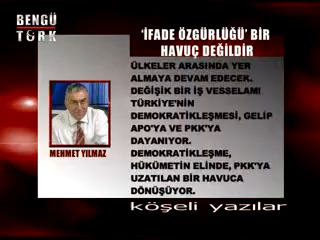 BENGÜ
TÜRK
'İFADE ÖZGÜRLÜĞÜ' BİR
HAVUÇ DEĞİLDİR
ÜLKELER ARASINDA YER
ALMAYA DEVAM EDECEK.
DEĞİŞİK BİR İŞ VESSELAM!
TÜRKİYE'NİN
DEMOKRATİKLEŞMESİ, GELİP
APO'YA VE PKK'YA
DAYANIYOR.
DEMOKRATİKLEŞME,
HÜKÜMETİN ELİNDE, PKK'YA
UZATILAN BİR HAVUCA
DÖNÜŞÜYOR.
MEHMET YILMAZ
köşeli yazılar